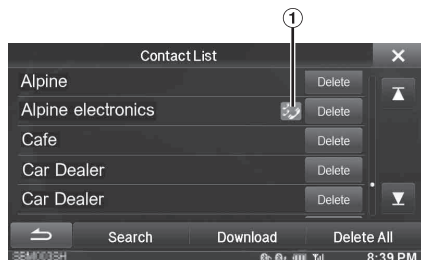 1
Contact List
Alpine Delete
Alpine electronics Delete
Cafe Delete
Car Dealer Delete
Car Dealer Delete
Search Download Delete All
8:39 PM